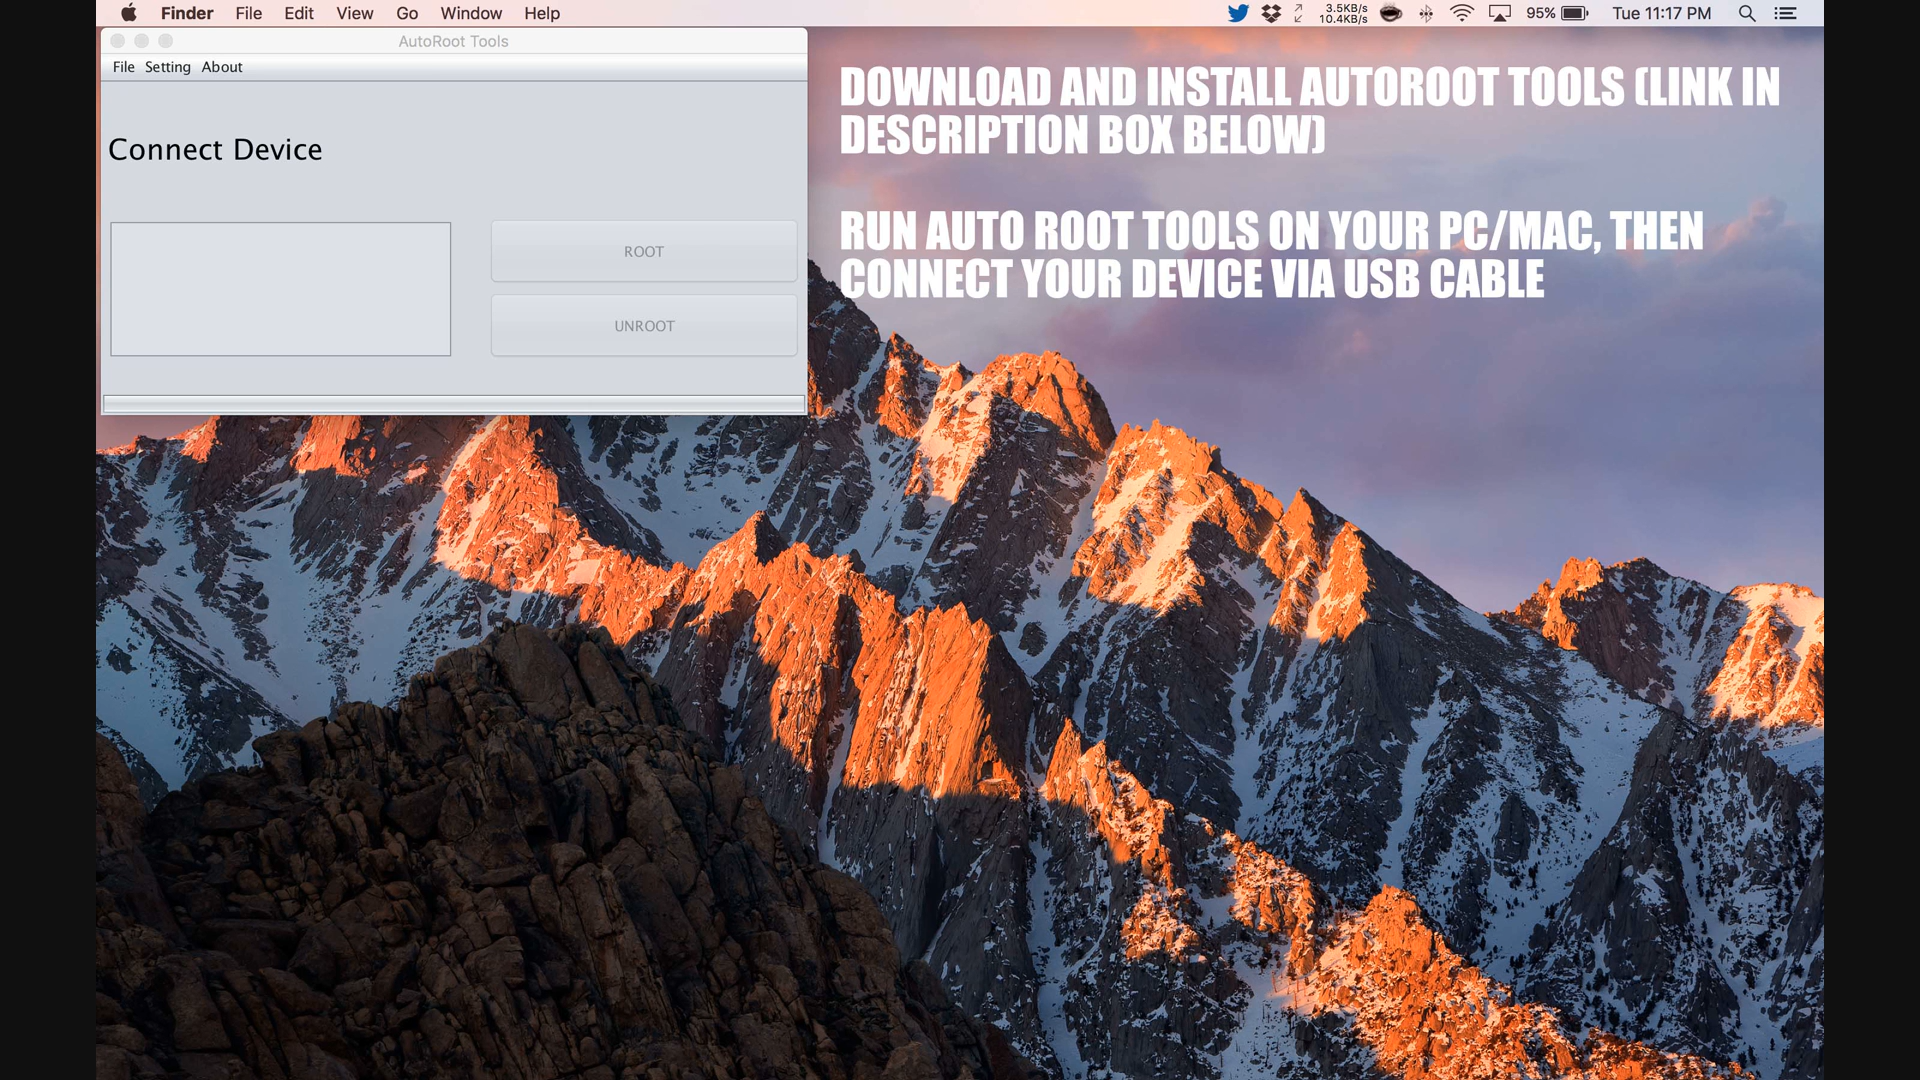 Finder File Edit View Go Window Help 3.5KB/s 95% Tue 11:17 PM
10.4KB/s
AutoRoot Tools
File Setting About
Connect Device
ROOT
UNROOT
DOWNLOAD AND INSTALL AUTOROOT TOOLS (LINK IN
DESCRIPTION BOX BELOW)
RUN AUTO ROOT TOOLS ON YOUR PC/MAC, THEN
CONNECT YOUR DEVICE VIA USB CABLE